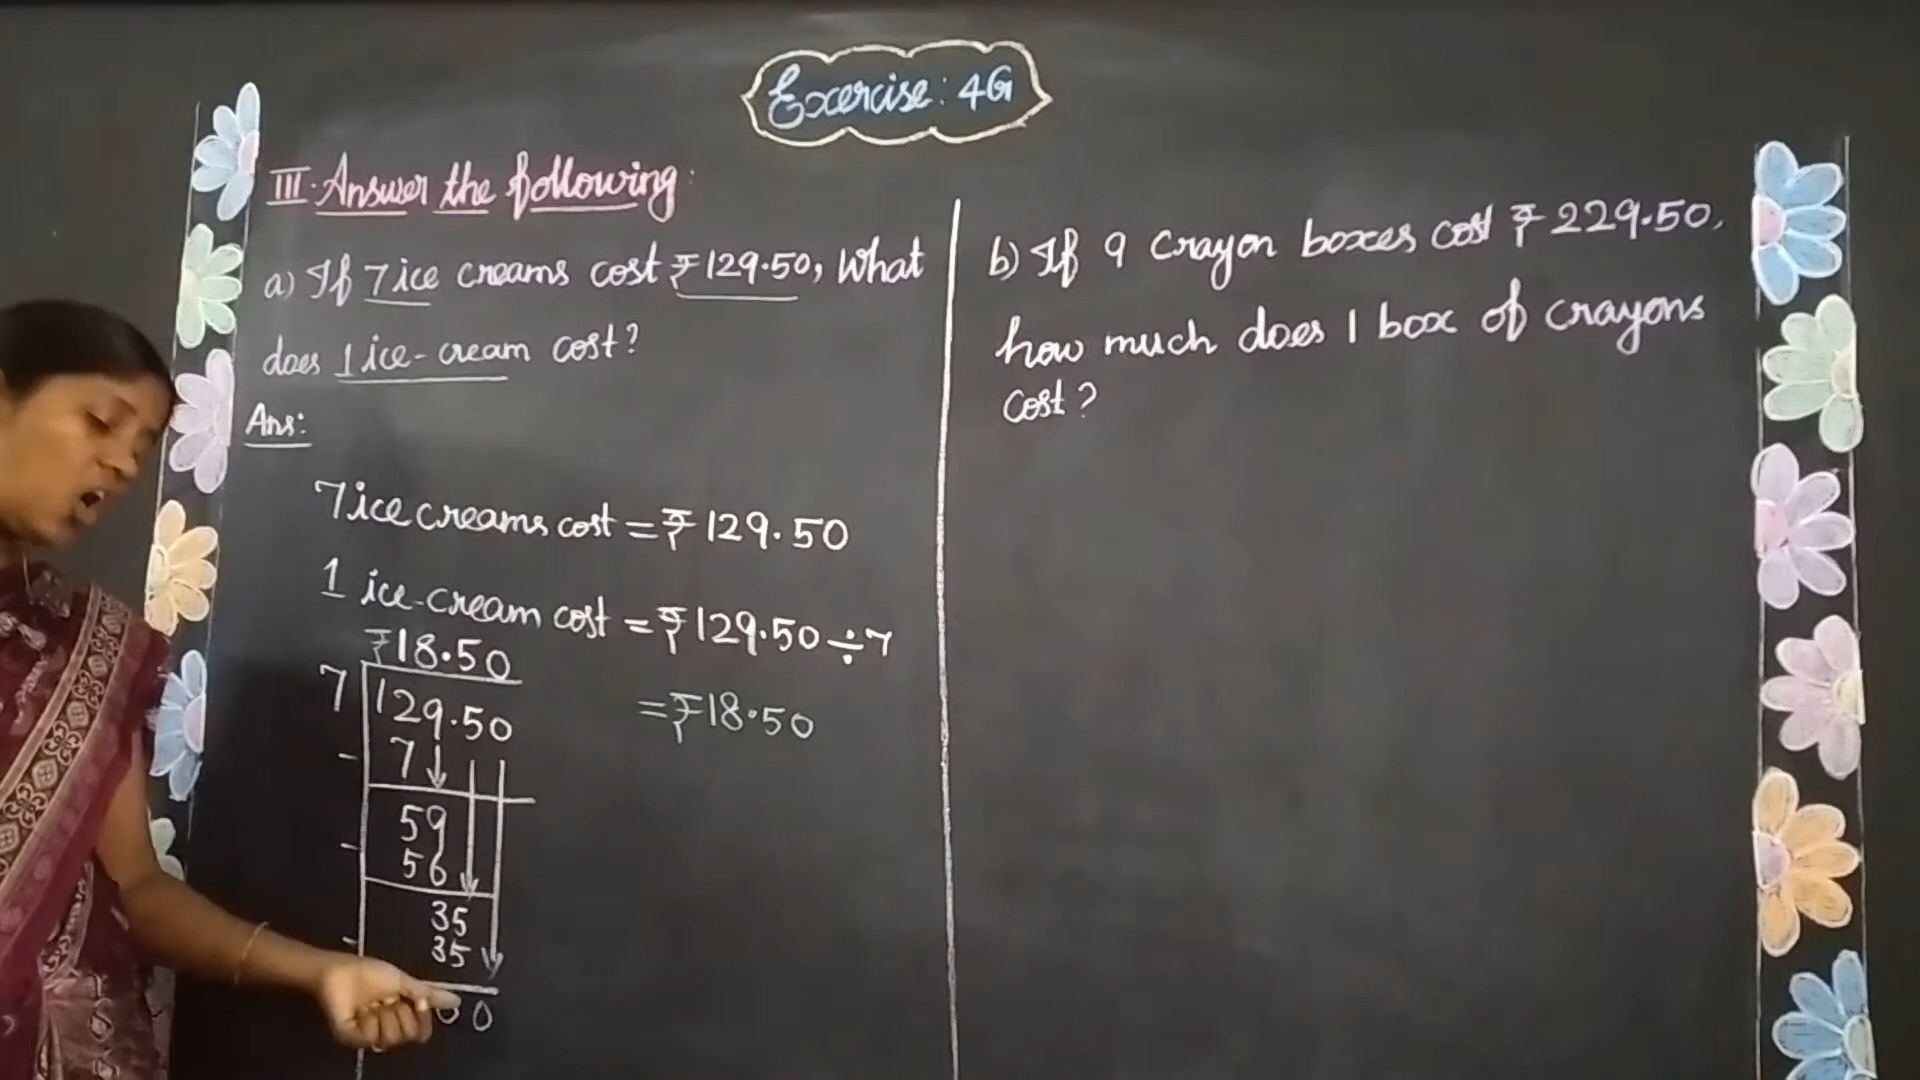 Exercise: 4G
III. Answer the following:
a) If 7 ice creams cost ₹129.50, What
does 1 ice-cream cost?
Ans:
7 ice creams cost = ₹129.50
1 ice-cream cost = ₹129.50 ÷ 7
= ₹18.50
₹18.50
7 129.50
- 7
59
- 56
35
- 35
00
b) If 9 Crayon boxes cost ₹229.50,
how much does 1 box of crayons
cost?